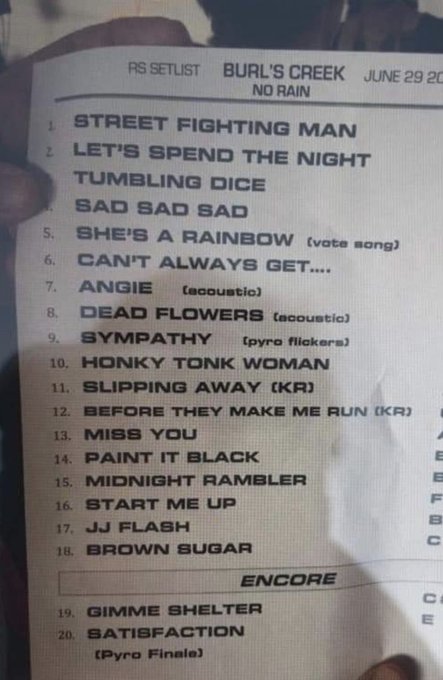 RS SETLIST BURL'S CREEK JUNE 29 20
NO RAIN
1. STREET FIGHTING MAN
2. LET'S SPEND THE NIGHT
TUMBLING DICE
4. SAD SAD SAD
5. SHE'S A RAINBOW (vote song)
6. CAN'T ALWAYS GET....
7. ANGIE (acoustic)
8. DEAD FLOWERS (acoustic)
9. SYMPATHY (pyro flickers)
10. HONKY TONK WOMAN
11. SLIPPING AWAY (KR)
12. BEFORE THEY MAKE ME RUN (KR)
13. MISS YOU
14. PAINT IT BLACK
15. MIDNIGHT RAMBLER
16. START ME UP
17. JJ FLASH
18. BROWN SUGAR
ENCORE
19. GIMME SHELTER
20. SATISFACTION
(Pyro Finale)